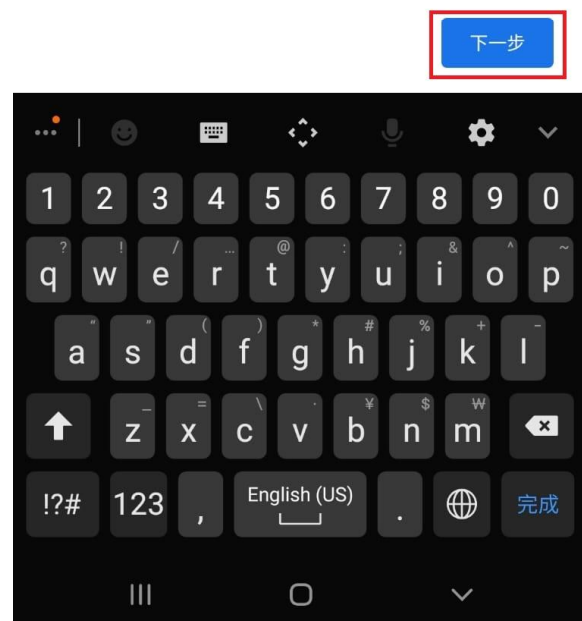 下一步
1 2 3 4 5 6 7 8 9 0
? ! / … @ : ; & ^ ~
q w e r t y u i o p
" " ( ) * # % + -
a s d f g h j k l
_ = \ · ¥ $ ₩
z x c v b n m
!?# 123 , English (US) . 完成